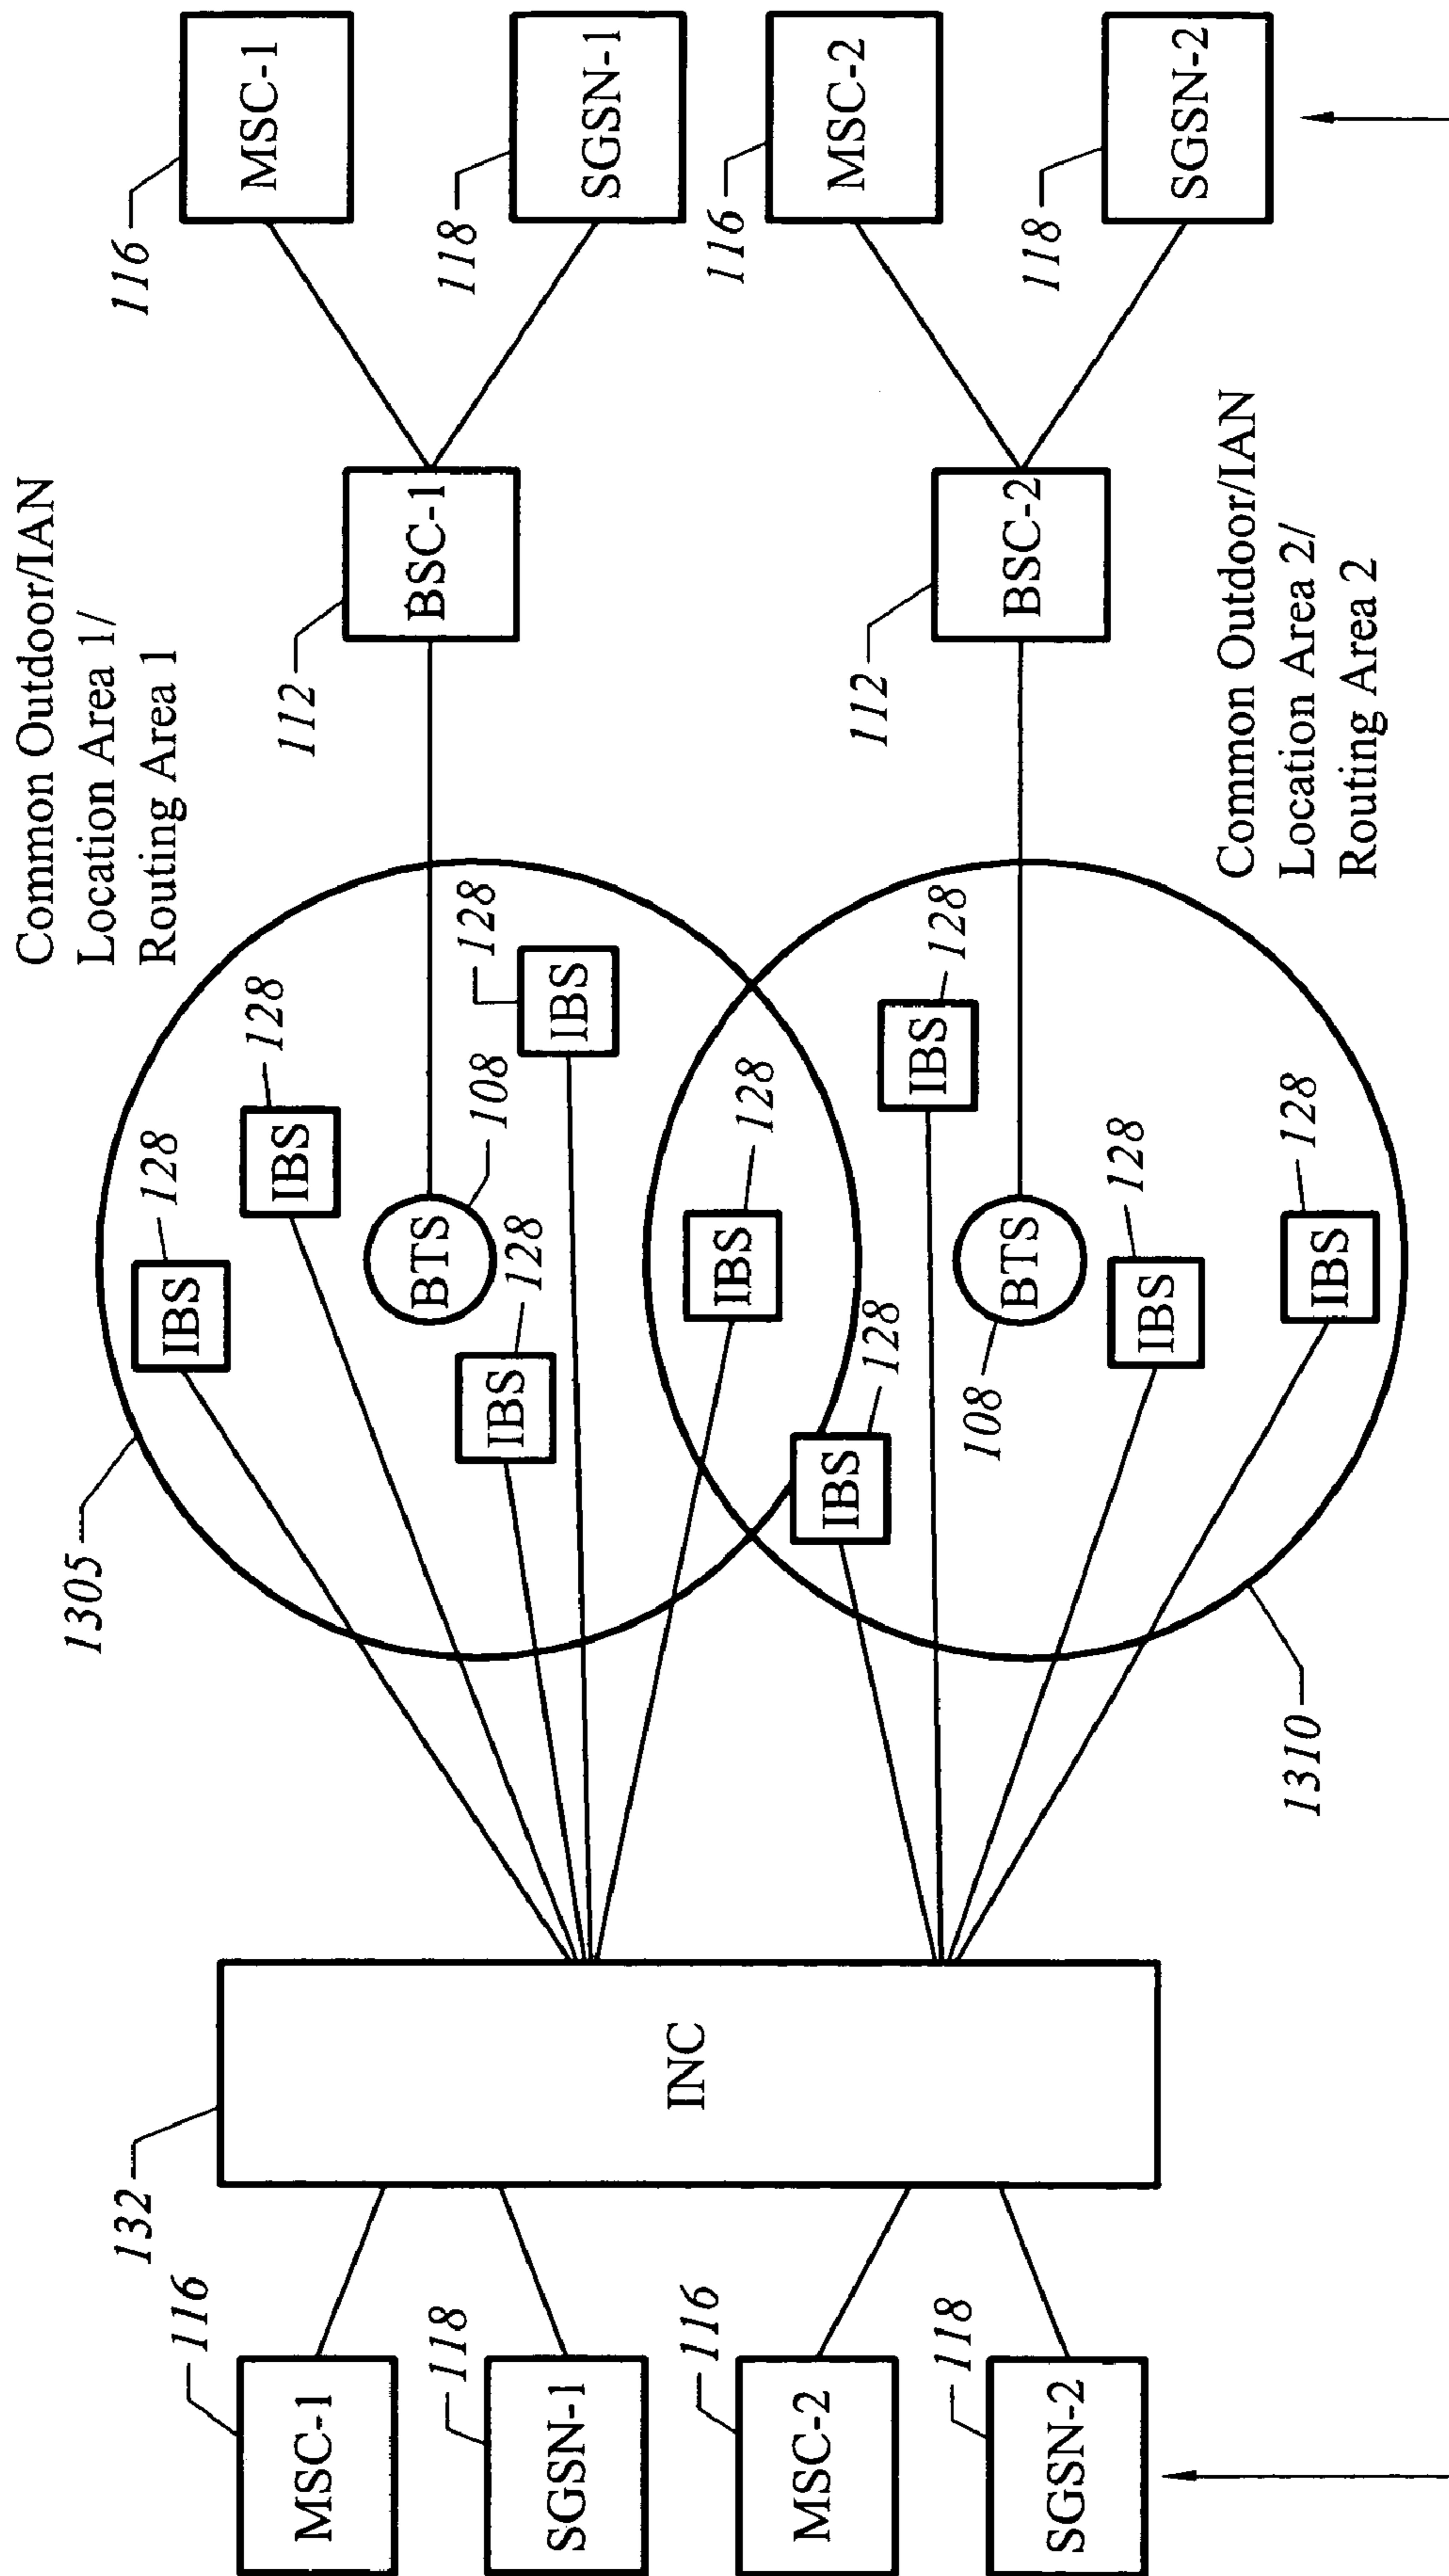 Common Outdoor/IAN
Location Area 1/
Routing Area 1
1305
132
116
128
116
IBS
128
MSC-1
IBS
MSC-1
112
BTS
108
BSC-1
118
118
128
128
IBS
IBS
SGSN-1
SGSN-1
INC
116
128
116
IBS
MSC-2
MSC-2
128
IBS
128
IBS
112
118
108
BTS
BSC-2
118
SGSN-2
128
IBS
SGSN-2
1310
128
IBS
Common Outdoor/IAN
Location Area 2/
Routing Area 2